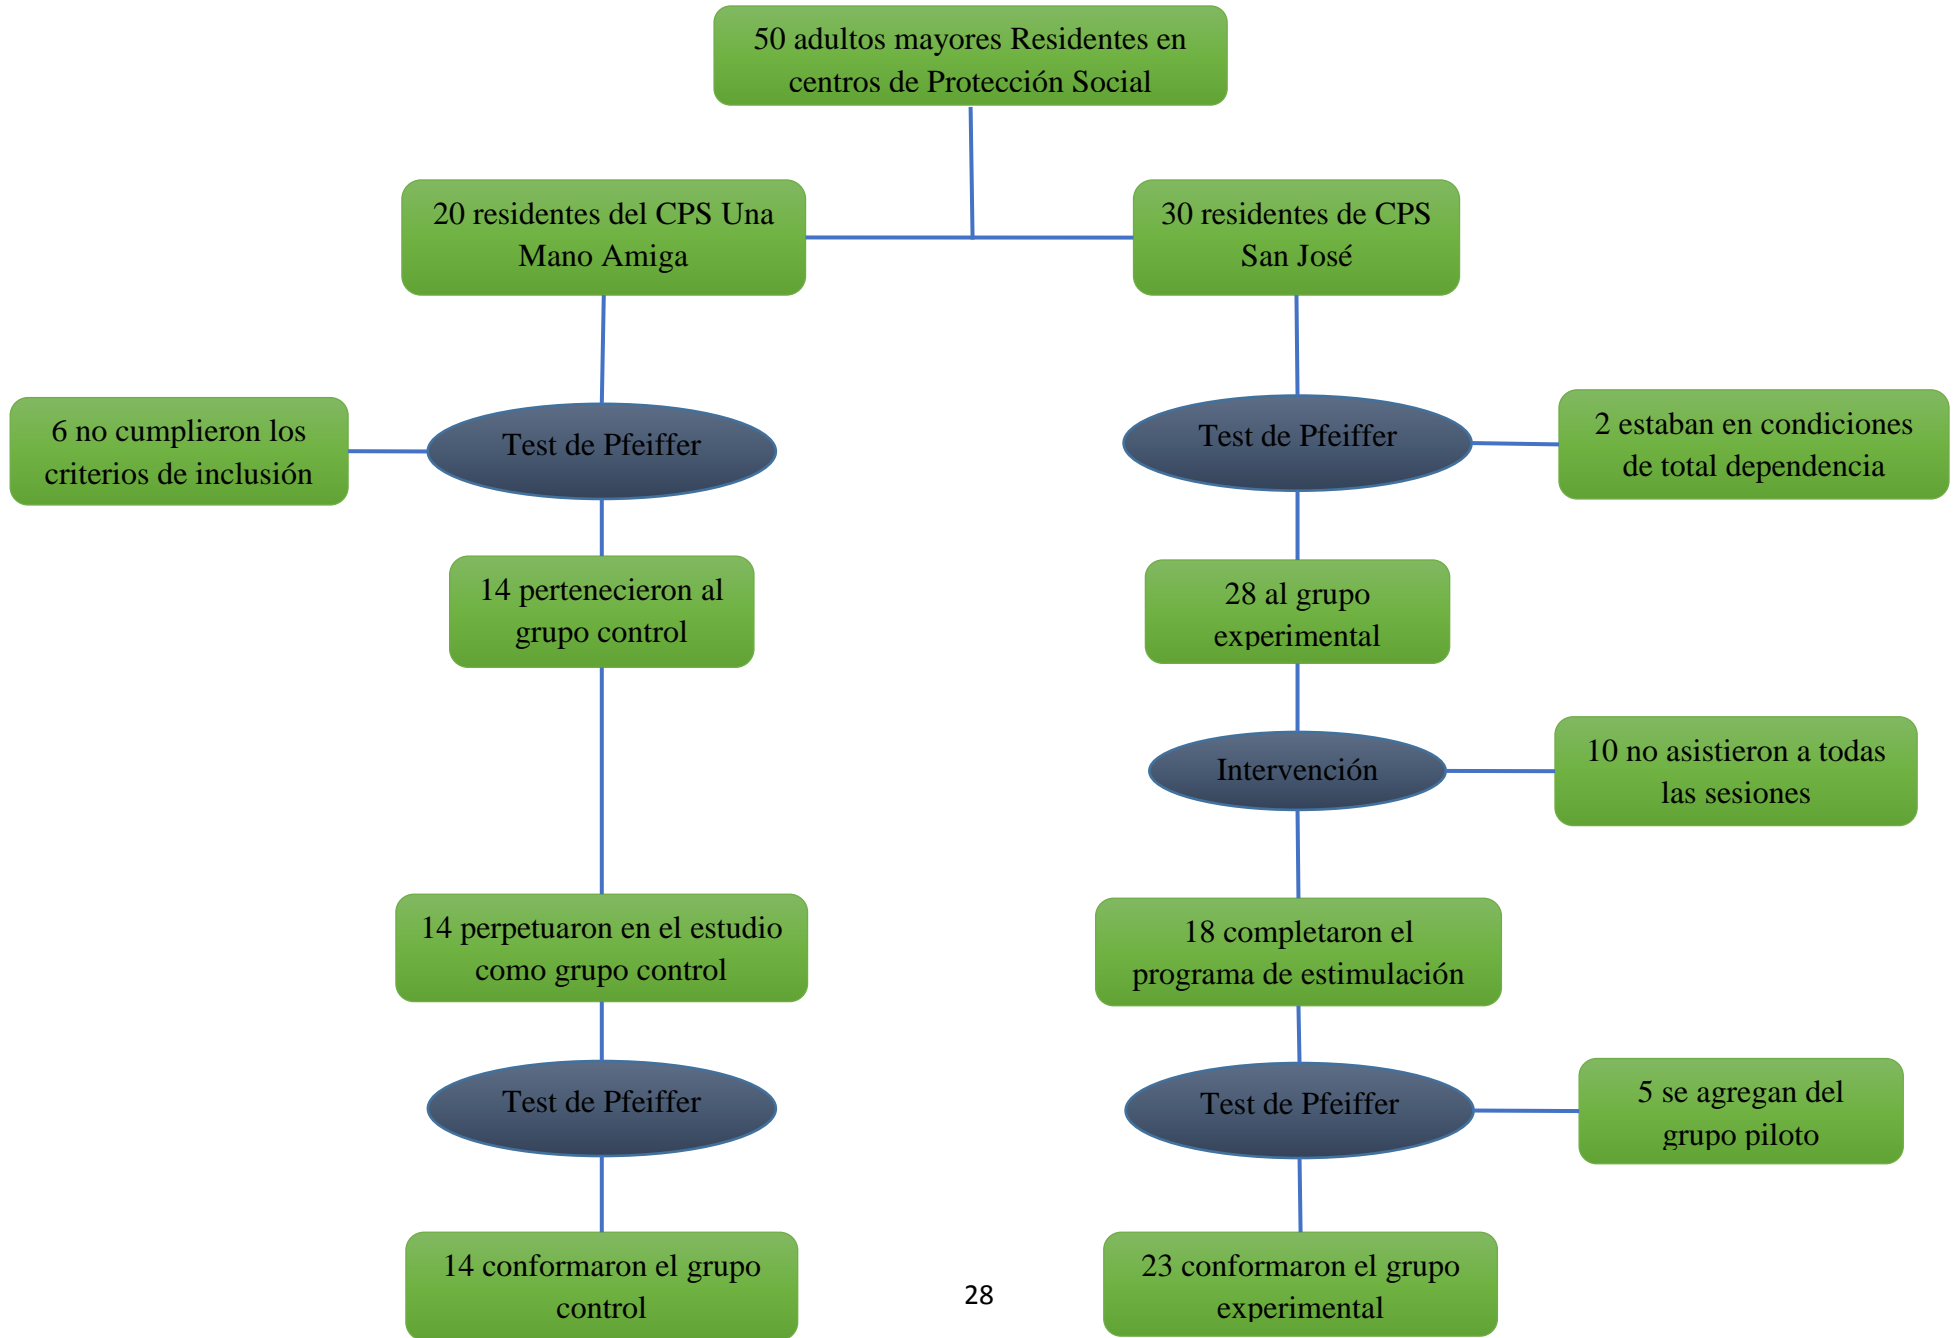 50 adultos mayores Residentes en
centros de Protección Social
20 residentes del CPS Una
Mano Amiga
30 residentes de CPS
San José
6 no cumplieron los
criterios de inclusión
Test de Pfeiffer
Test de Pfeiffer
2 estaban en condiciones
de total dependencia
14 pertenecieron al
grupo control
28 al grupo
experimental
Intervención
10 no asistieron a todas
las sesiones
14 perpetuaron en el estudio
como grupo control
18 completaron el
programa de estimulación
Test de Pfeiffer
Test de Pfeiffer
5 se agregan del
grupo piloto
14 conformaron el grupo
control
23 conformaron el grupo
experimental
28